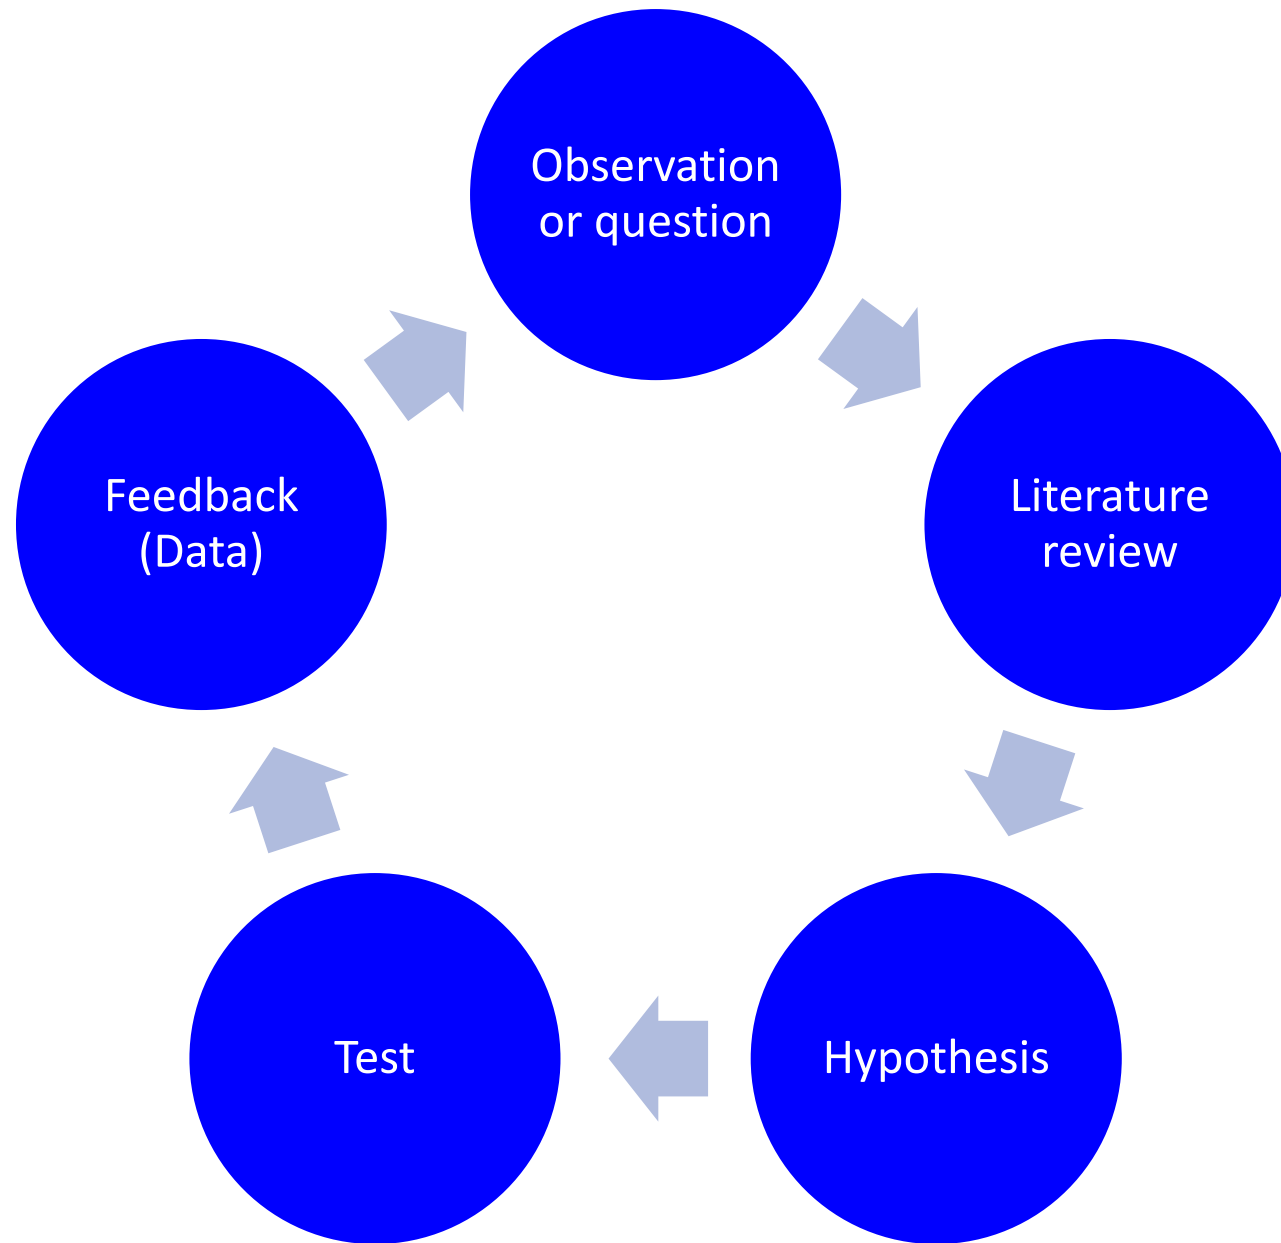 Observation
or question
Literature
review
Hypothesis
Test
Feedback
(Data)